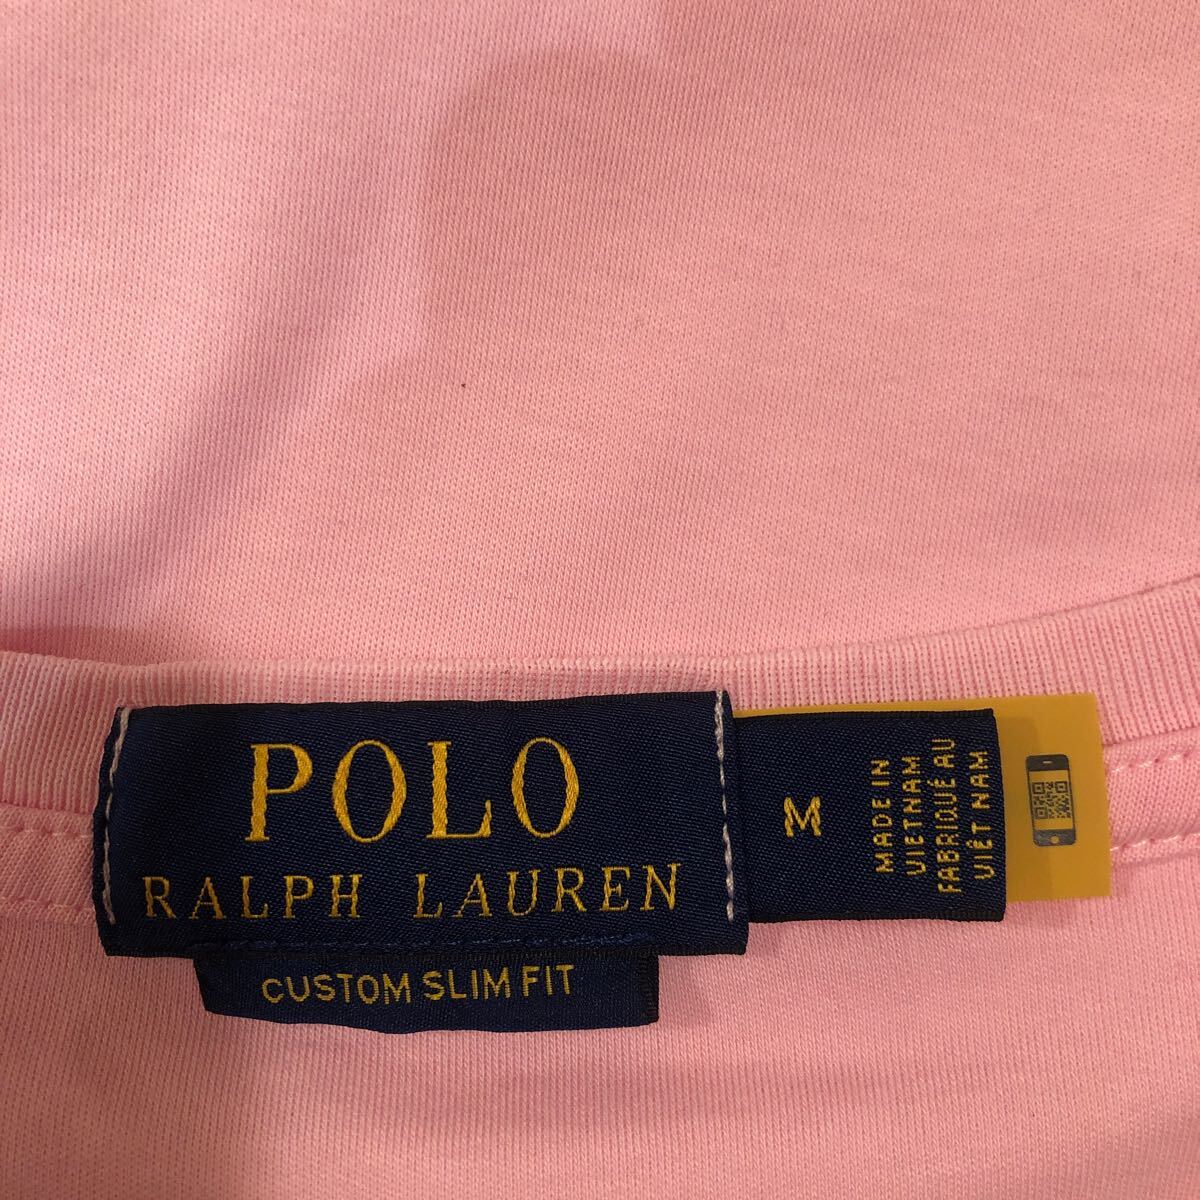 POLO
RALPH LAUREN
CUSTOM SLIM FIT
M
MADE IN
VIETNAM
FABRIQUÉ AU
VIÊT NAM